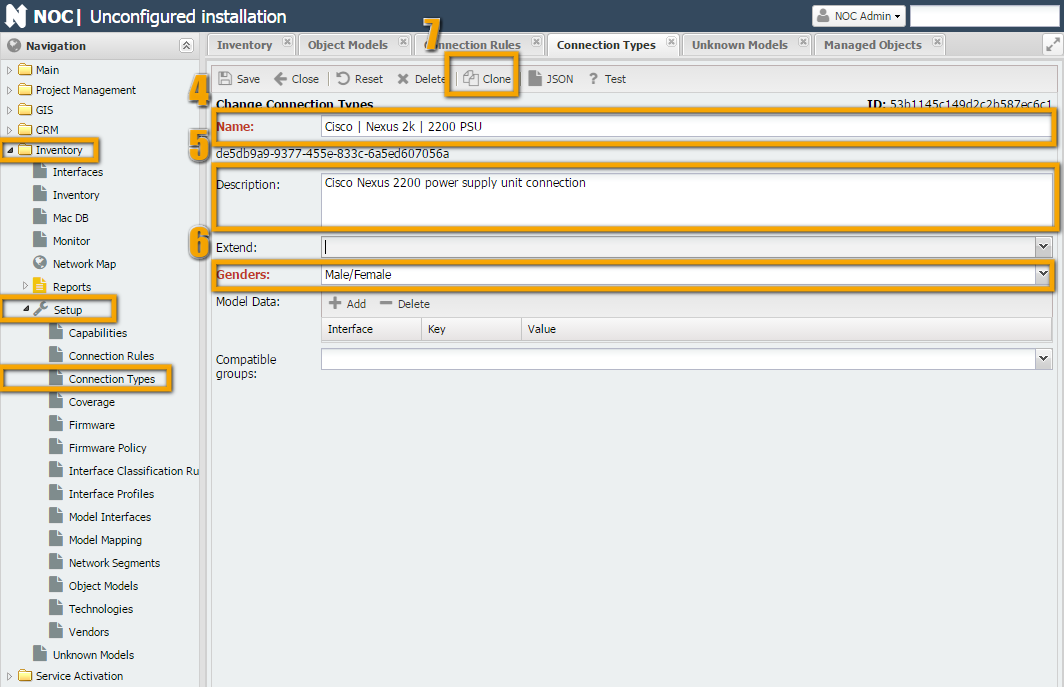 NOC| Unconfigured installation
NOC Admin
Navigation
Main
Project Management
GIS
CRM
Inventory
Interfaces
Inventory
Mac DB
Monitor
Network Map
Reports
Setup
Capabilities
Connection Rules
Connection Types
Coverage
Firmware
Firmware Policy
Interface Classification Ru
Interface Profiles
Model Interfaces
Model Mapping
Network Segments
Object Models
Technologies
Vendors
Unknown Models
Service Activation
7
Inventory Object Models Connection Rules Connection Types Unknown Models Managed Objects
Save Close Reset Delete Clone JSON ? Test
4
Change Connection Types ID: 53b1145c149d2c2b587ec6c1
Name: Cisco | Nexus 2k | 2200 PSU
5
de5db9a9-9377-455e-833c-6a5ed607056a
Description: Cisco Nexus 2200 power supply unit connection
6
Extend:
Genders: Male/Female
Model Data: Add Delete
Interface Key Value
Compatible
groups: